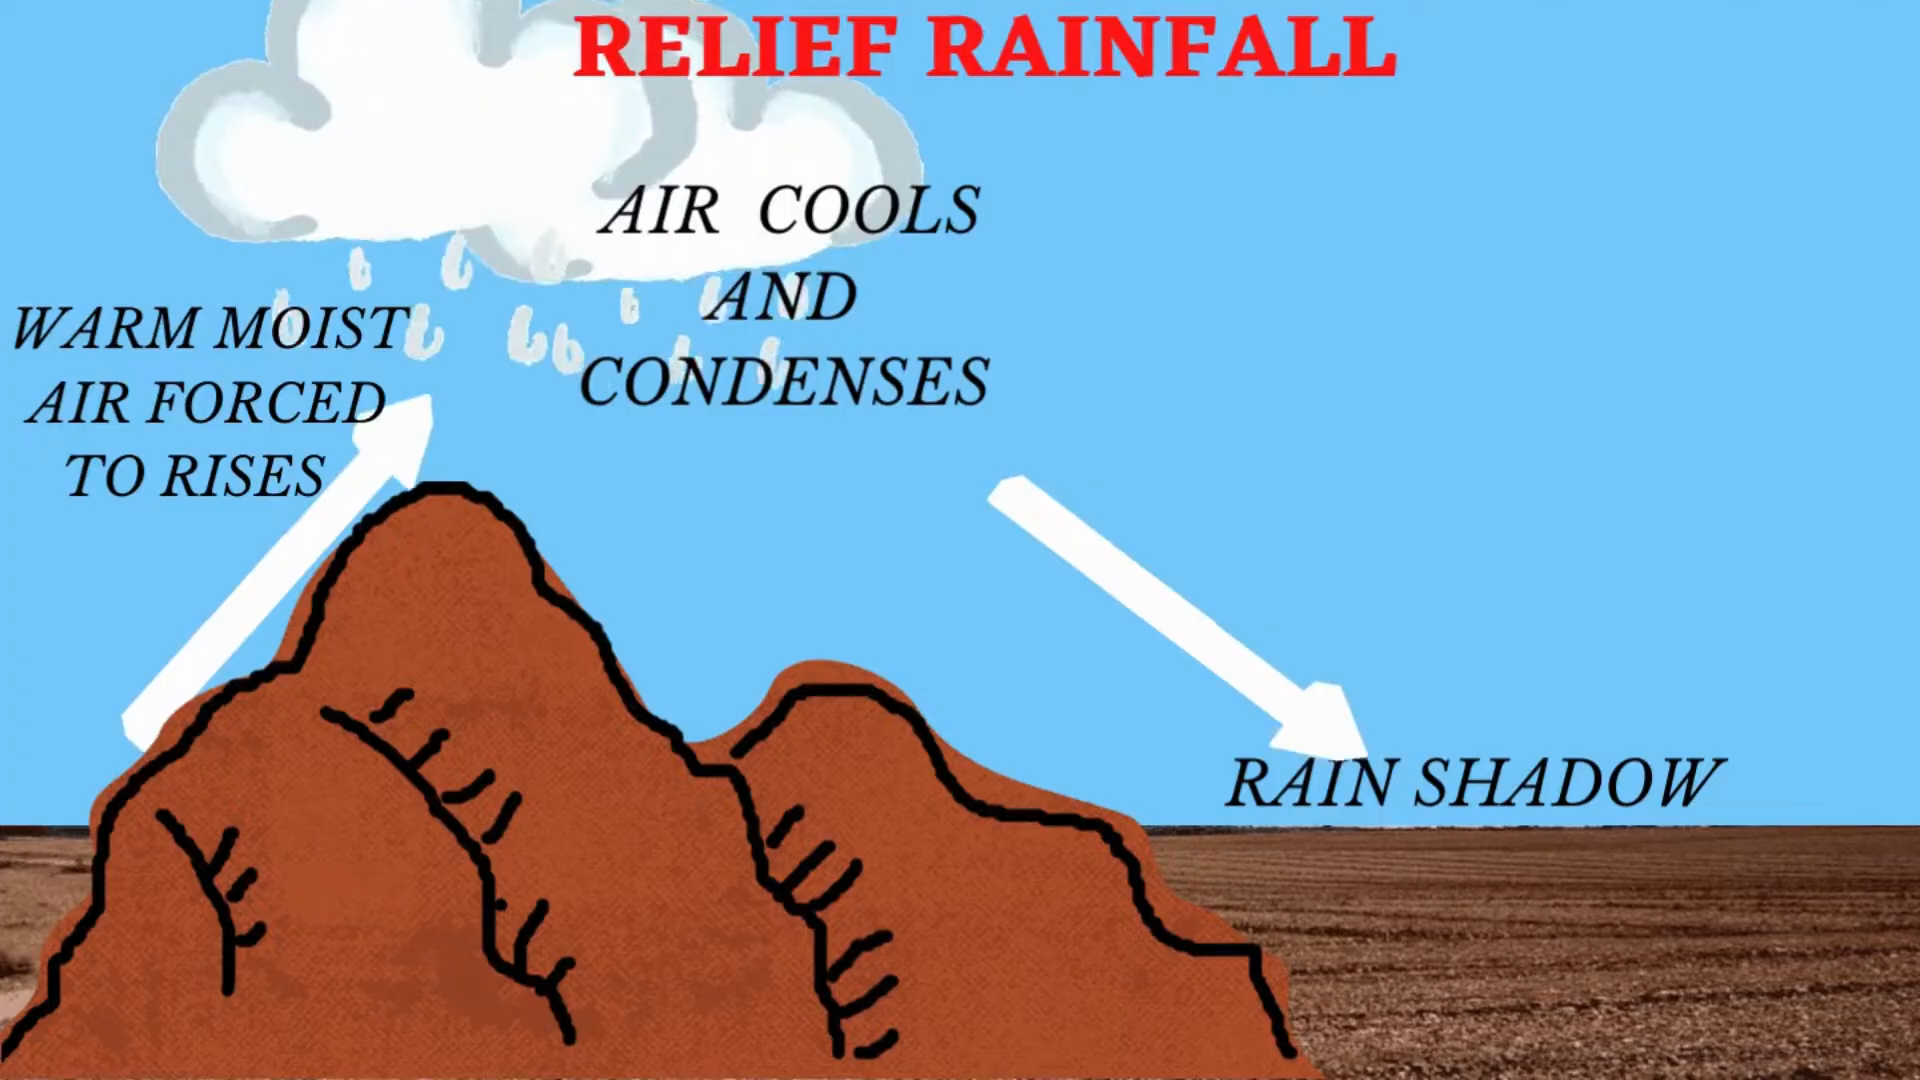 RELIEF RAINFALL
AIR COOLS
AND
CONDENSES
WARM MOIST
AIR FORCED
TO RISES
RAIN SHADOW